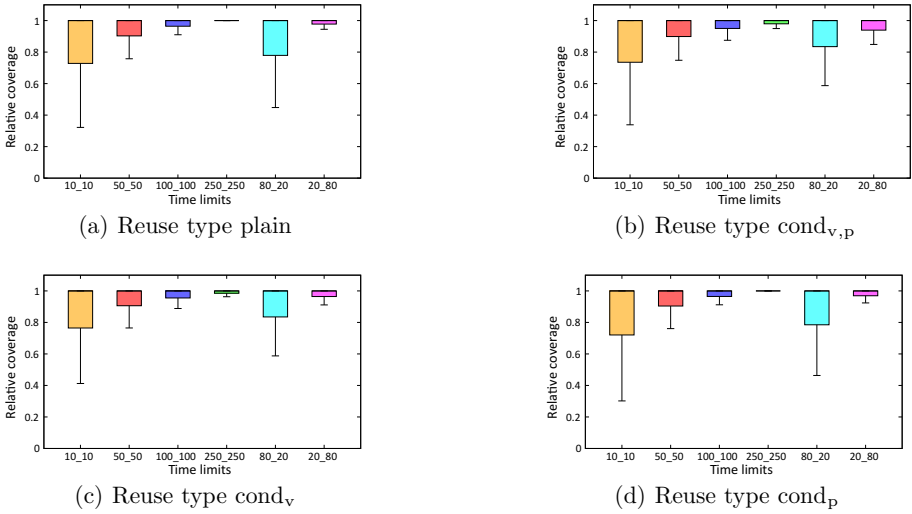 Relative coverage
1
0.8
0.6
0.4
0.2
0
10_10 50_50 100_100 250_250 80_20 20_80
Time limits
(a) Reuse type plain
Relative coverage
1
0.8
0.6
0.4
0.2
0
10_10 50_50 100_100 250_250 80_20 20_80
Time limits
(b) Reuse type cond_v,p
Relative coverage
1
0.8
0.6
0.4
0.2
0
10_10 50_50 100_100 250_250 80_20 20_80
Time limits
(c) Reuse type cond_v
Relative coverage
1
0.8
0.6
0.4
0.2
0
10_10 50_50 100_100 250_250 80_20 20_80
Time limits
(d) Reuse type cond_p